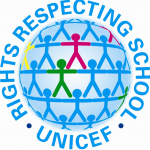 RIGHTS RESPECTING SCHOOL
UNICEF